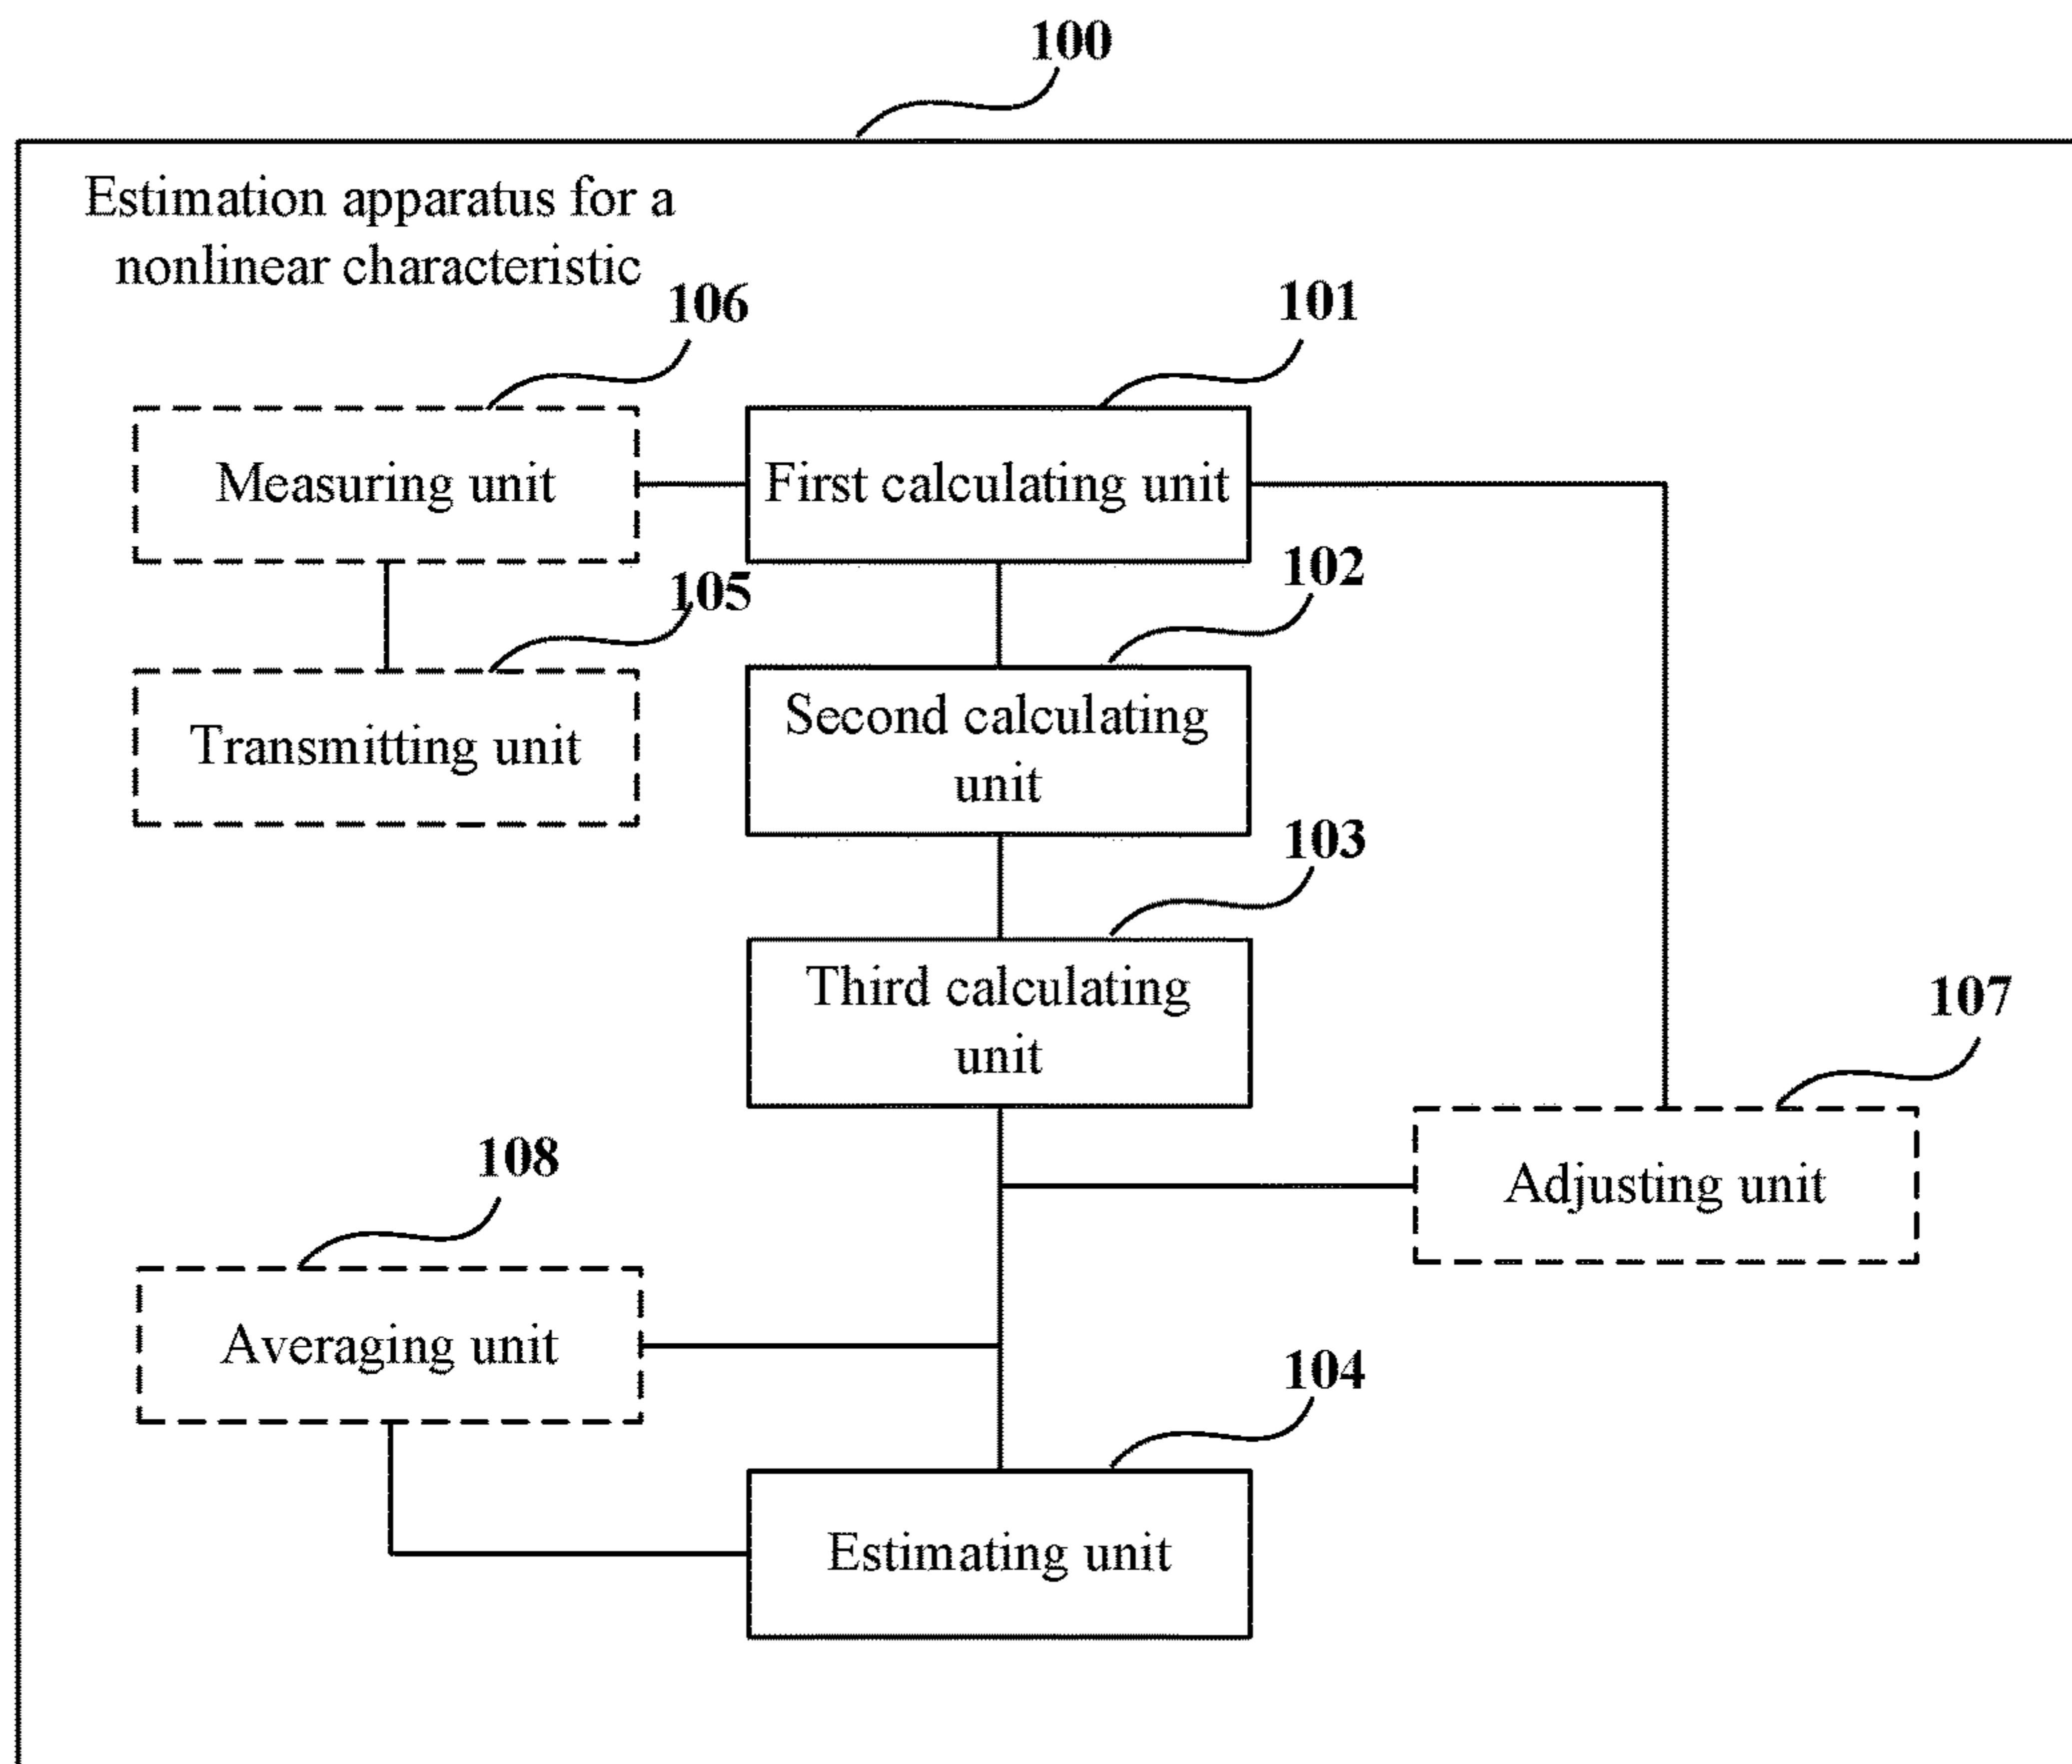 100
Estimation apparatus for a
nonlinear characteristic
106
101
Measuring unit
First calculating unit
105
102
Transmitting unit
Second calculating
unit
103
Third calculating
unit
107
Adjusting unit
108
Averaging unit
104
Estimating unit